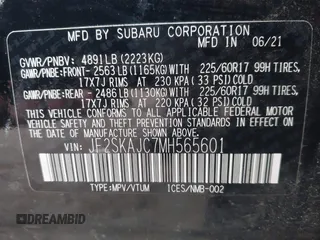 MFD BY SUBARU CORPORATION
GVWR/PNBV: 4891LB(2223KG) IN 06/21
GAWR/PNBE:FRONT- 2563LB(1165KG)WITH 225/60R17 99H TIRES,
17X7J RIMS, AT 230 KPA( 33 PSI)COLD
GAWR/PNBE:REAR - 2486LB(1130KG)WITH 225/60R17 99H TIRES,
17X7J RIMS, AT 220 KPA( 32 PSI)COLD
THIS VEHICLE CONFORMS TO ALL APPLICABLE FEDERAL MOTOR
VEHICLE SAFETY, BUMPER, AND THEFT PREVENTION STANDARDS
IN EFFECT ON THE DATE OF MANUFACTURE SHOWN ABOVE.
VIN: JF2SKAJC7MH565601
TYPE:MPV/VTUM ICES/NMB-002
DREAMBID